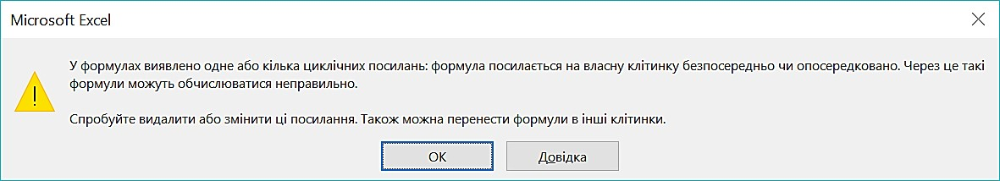 Microsoft Excel
У формулах виявлено одне або кілька циклічних посилань: формула посилається на власну клітинку безпосередньо чи опосередковано. Через це такі
формули можуть обчислюватися неправильно.
Спробуйте видалити або змінити ці посилання. Також можна перенести формули в інші клітинки.
ОК
Довідка